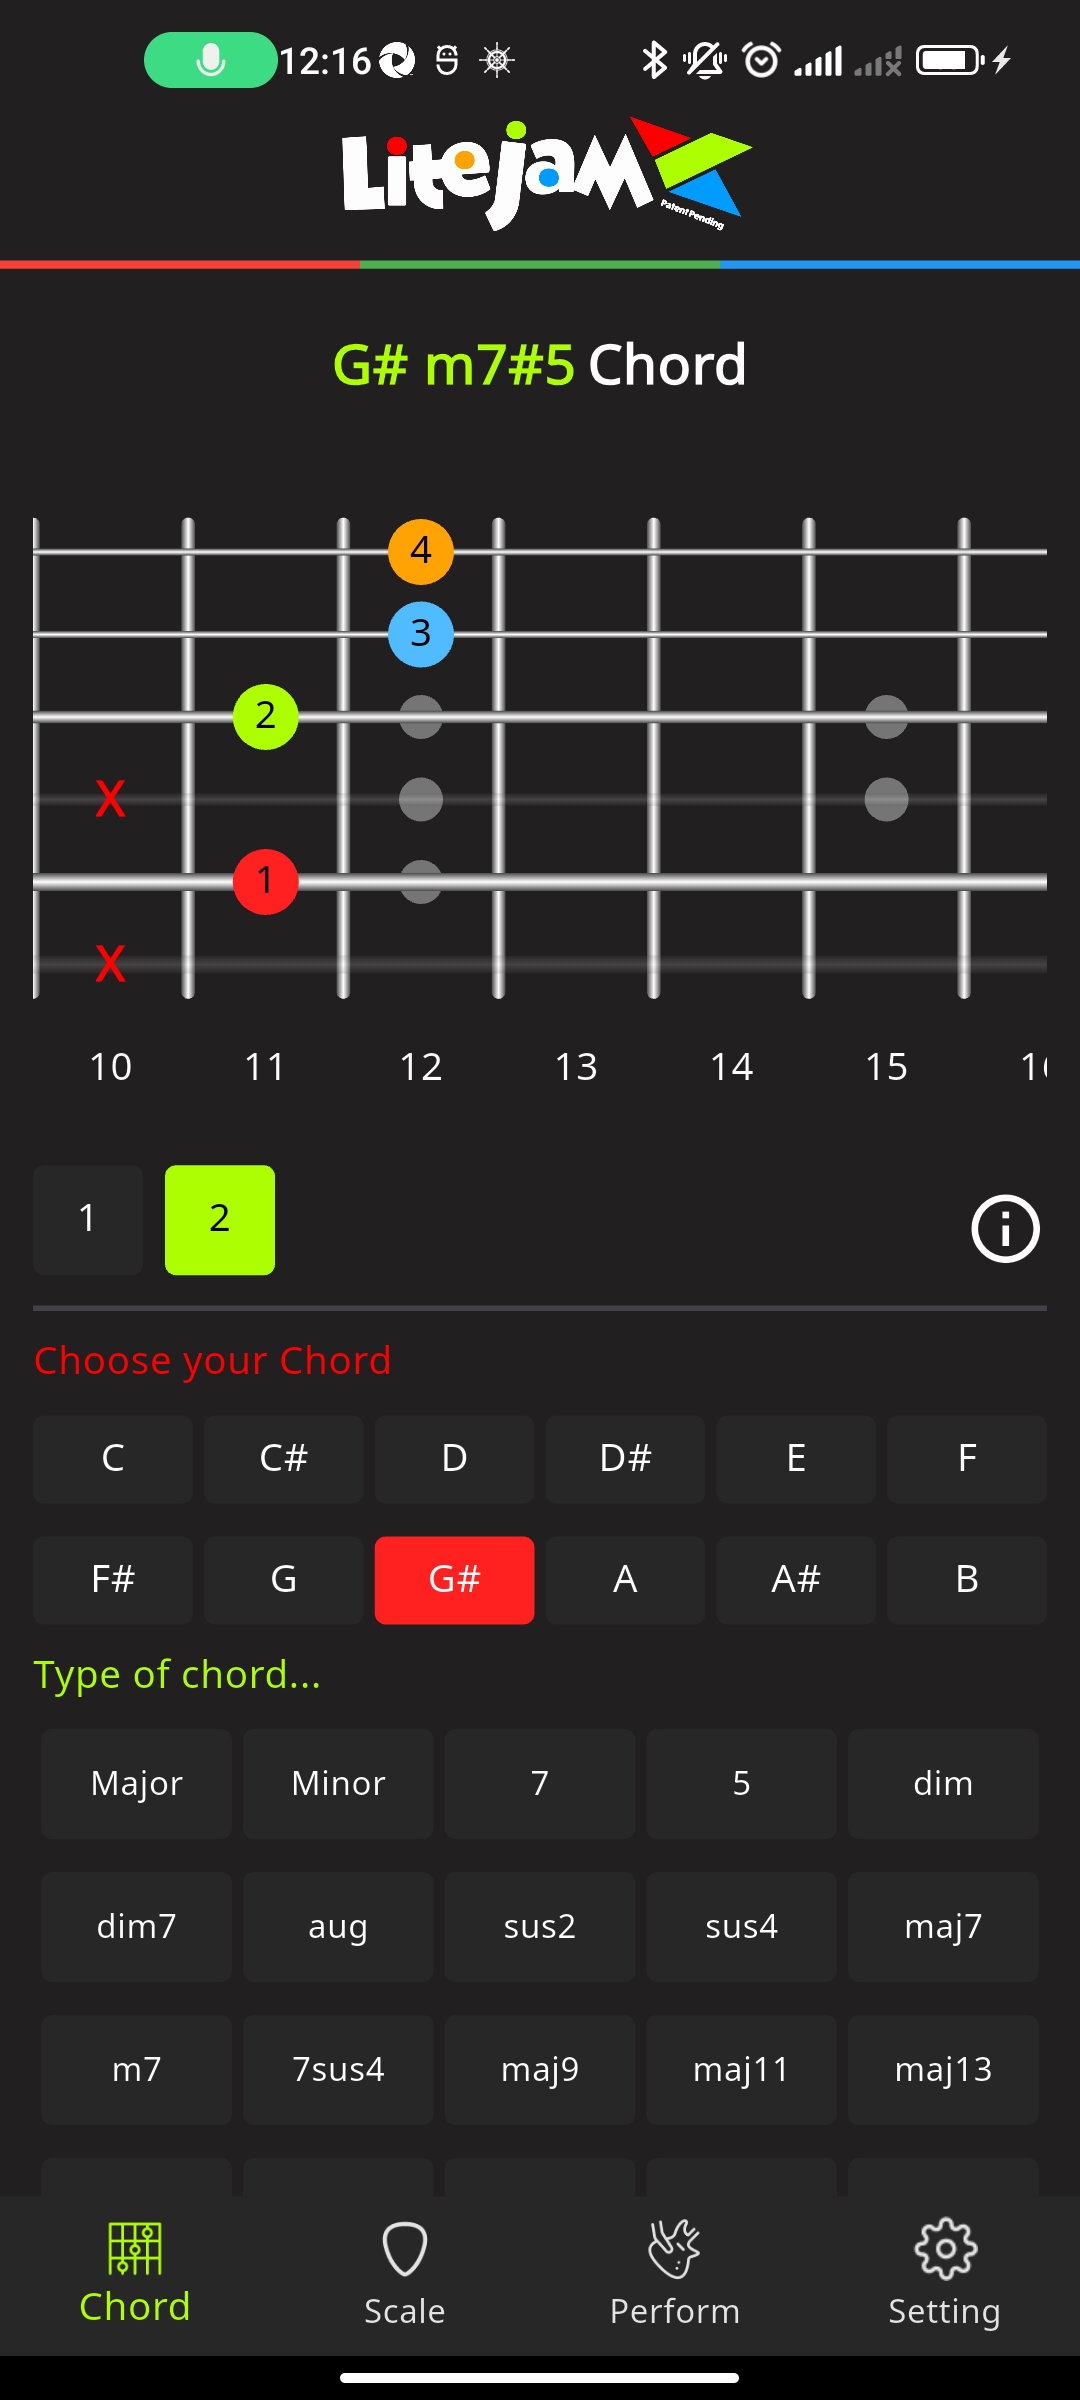 12:16
Litejam
Patent Pending
G# m7#5 Chord
4
3
2
X
1
X
10 11 12 13 14 15
1 2
Choose your Chord
C C# D D# E F
F# G G# A A# B
Type of chord...
Major Minor 7 5 dim
dim7 aug sus2 sus4 maj7
m7 7sus4 maj9 maj11 maj13
Chord Scale Perform Setting